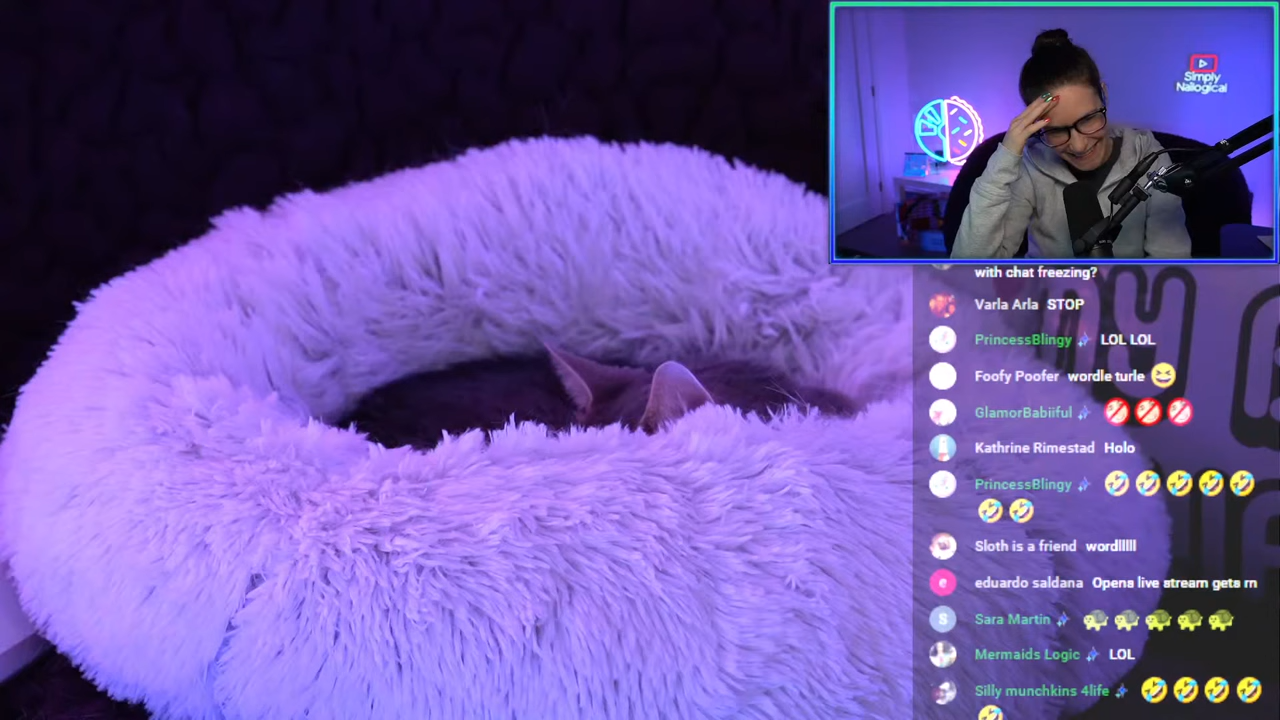 Simply
Nailogical
with chat freezing?
Varla Arla STOP
PrincessBlingy LOL LOL
Foofy Poofer wordle turle
GlamorBabiiful
Kathrine Rimestad Holo
PrincessBlingy
Sloth is a friend wordlllll
e eduardo saldana Opens live stream gets rn
S Sara Martin
Mermaids Logic LOL
Silly munchkins 4life